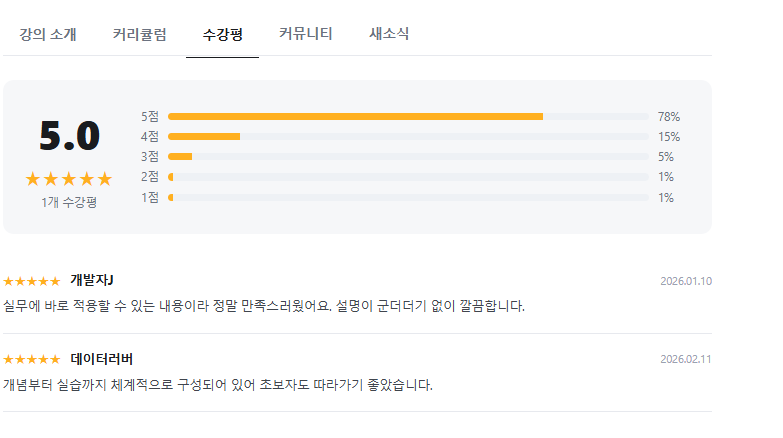 강의 소개 커리큘럼 수강평 커뮤니티 새소식
5.0
★★★★★
1개 수강평
5점 78%
4점 15%
3점 5%
2점 1%
1점 1%
★★★★★ 개발자J 2026.01.10
실무에 바로 적용할 수 있는 내용이라 정말 만족스러웠어요. 설명이 군더더기 없이 깔끔합니다.
★★★★★ 데이터러버 2026.02.11
개념부터 실습까지 체계적으로 구성되어 있어 초보자도 따라가기 좋았습니다.